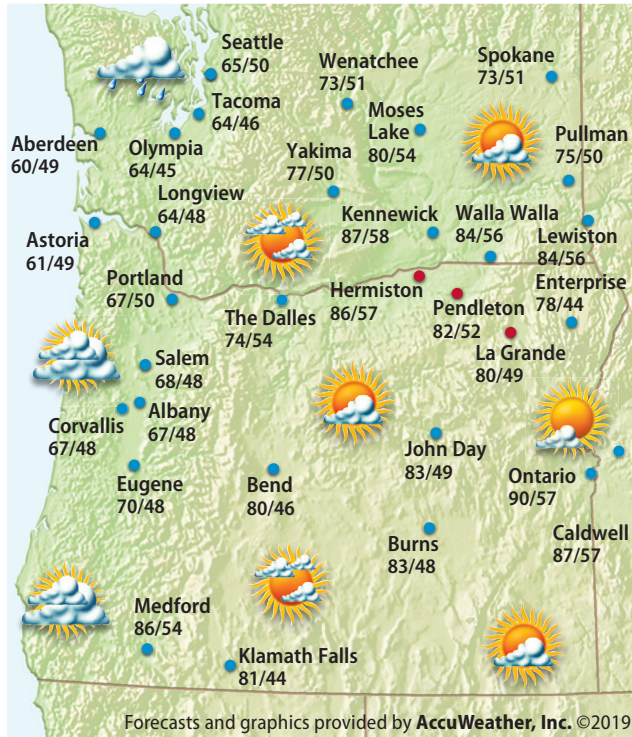 Seattle
65/50
Wenatchee
73/51
Spokane
73/51
Tacoma
64/46
Moses
Lake
80/54
Aberdeen
60/49
Olympia
64/45
Yakima
77/50
Pullman
75/50
Longview
64/48
Kennewick
87/58
Walla Walla
84/56
Lewiston
84/56
Astoria
61/49
Portland
67/50
The Dalles
74/54
Hermiston
86/57
Pendleton
82/52
Enterprise
78/44
La Grande
80/49
Salem
68/48
Albany
67/48
Corvallis
67/48
Eugene
70/48
Bend
80/46
John Day
83/49
Ontario
90/57
Caldwell
87/57
Burns
83/48
Medford
86/54
Klamath Falls
81/44
Forecasts and graphics provided by AccuWeather, Inc. ©2019